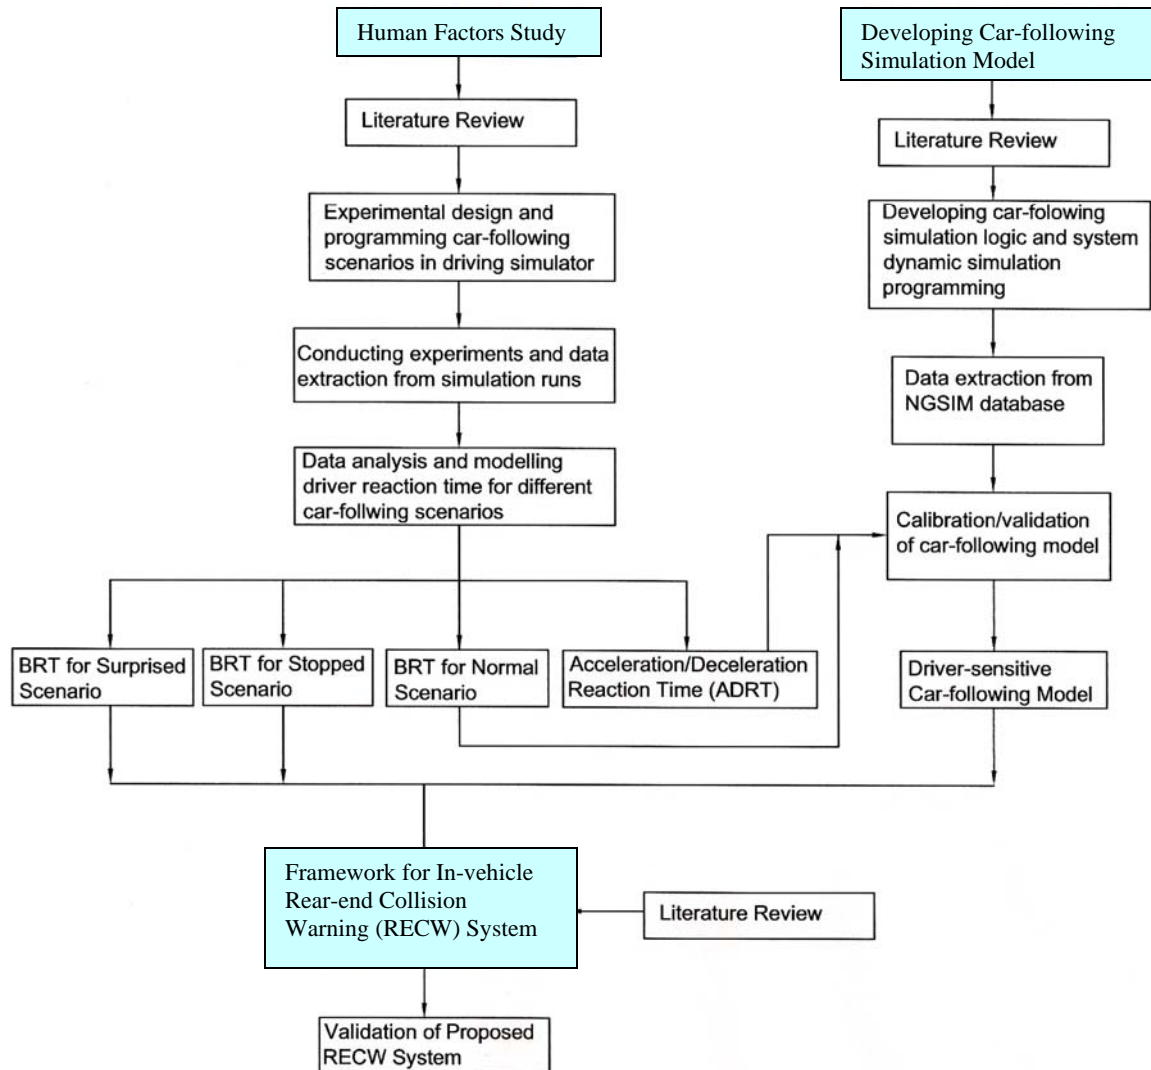 Human Factors Study
Developing Car-following
Simulation Model
Literature Review
Literature Review
Experimental design and
programming car-following
scenarios in driving simulator
Developing car-folowing
simulation logic and system
dynamic simulation
programming
Conducting experiments and data
extraction from simulation runs
Data extraction from
NGSIM database
Data analysis and modelling
driver reaction time for different
car-follwing scenarios
Calibration/validation
of car-following model
BRT for Surprised
Scenario
BRT for Stopped
Scenario
BRT for Normal
Scenario
Acceleration/Deceleration
Reaction Time (ADRT)
Driver-sensitive
Car-following Model
Framework for In-vehicle
Rear-end Collision
Warning (RECW) System
Literature Review
Validation of Proposed
RECW System